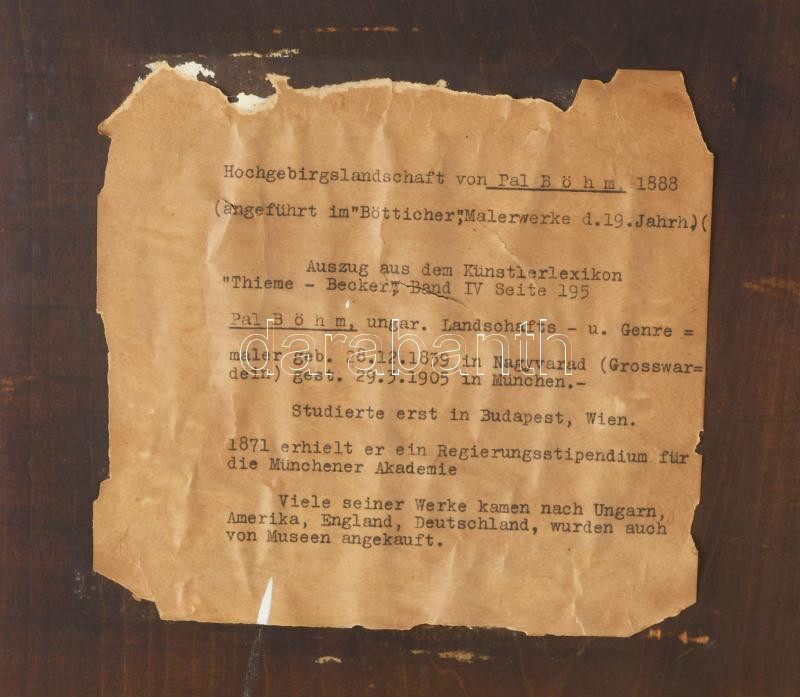 Hochgebirgslandschaft von Pal B ö h m, 1888
(angeführt im"Bötticher",Malerwerke d.19.Jahrh.)(
Auszug aus dem Künstlerlexikon
"Thieme - Becker", Band IV Seite 195
Pal B ö h m, ungar. Landschafts - u. Genre =
maler geb. 28.12.1839 in Nagyvarad (Grosswar=
dein) gest. 29.3.1905 in München.-
Studierte erst in Budapest, Wien.
1871 erhielt er ein Regierungsstipendium für
die Münchener Akademie
Viele seiner Werke kamen nach Ungarn,
Amerika, England, Deutschland, wurden auch
von Museen angekauft.
darabanth